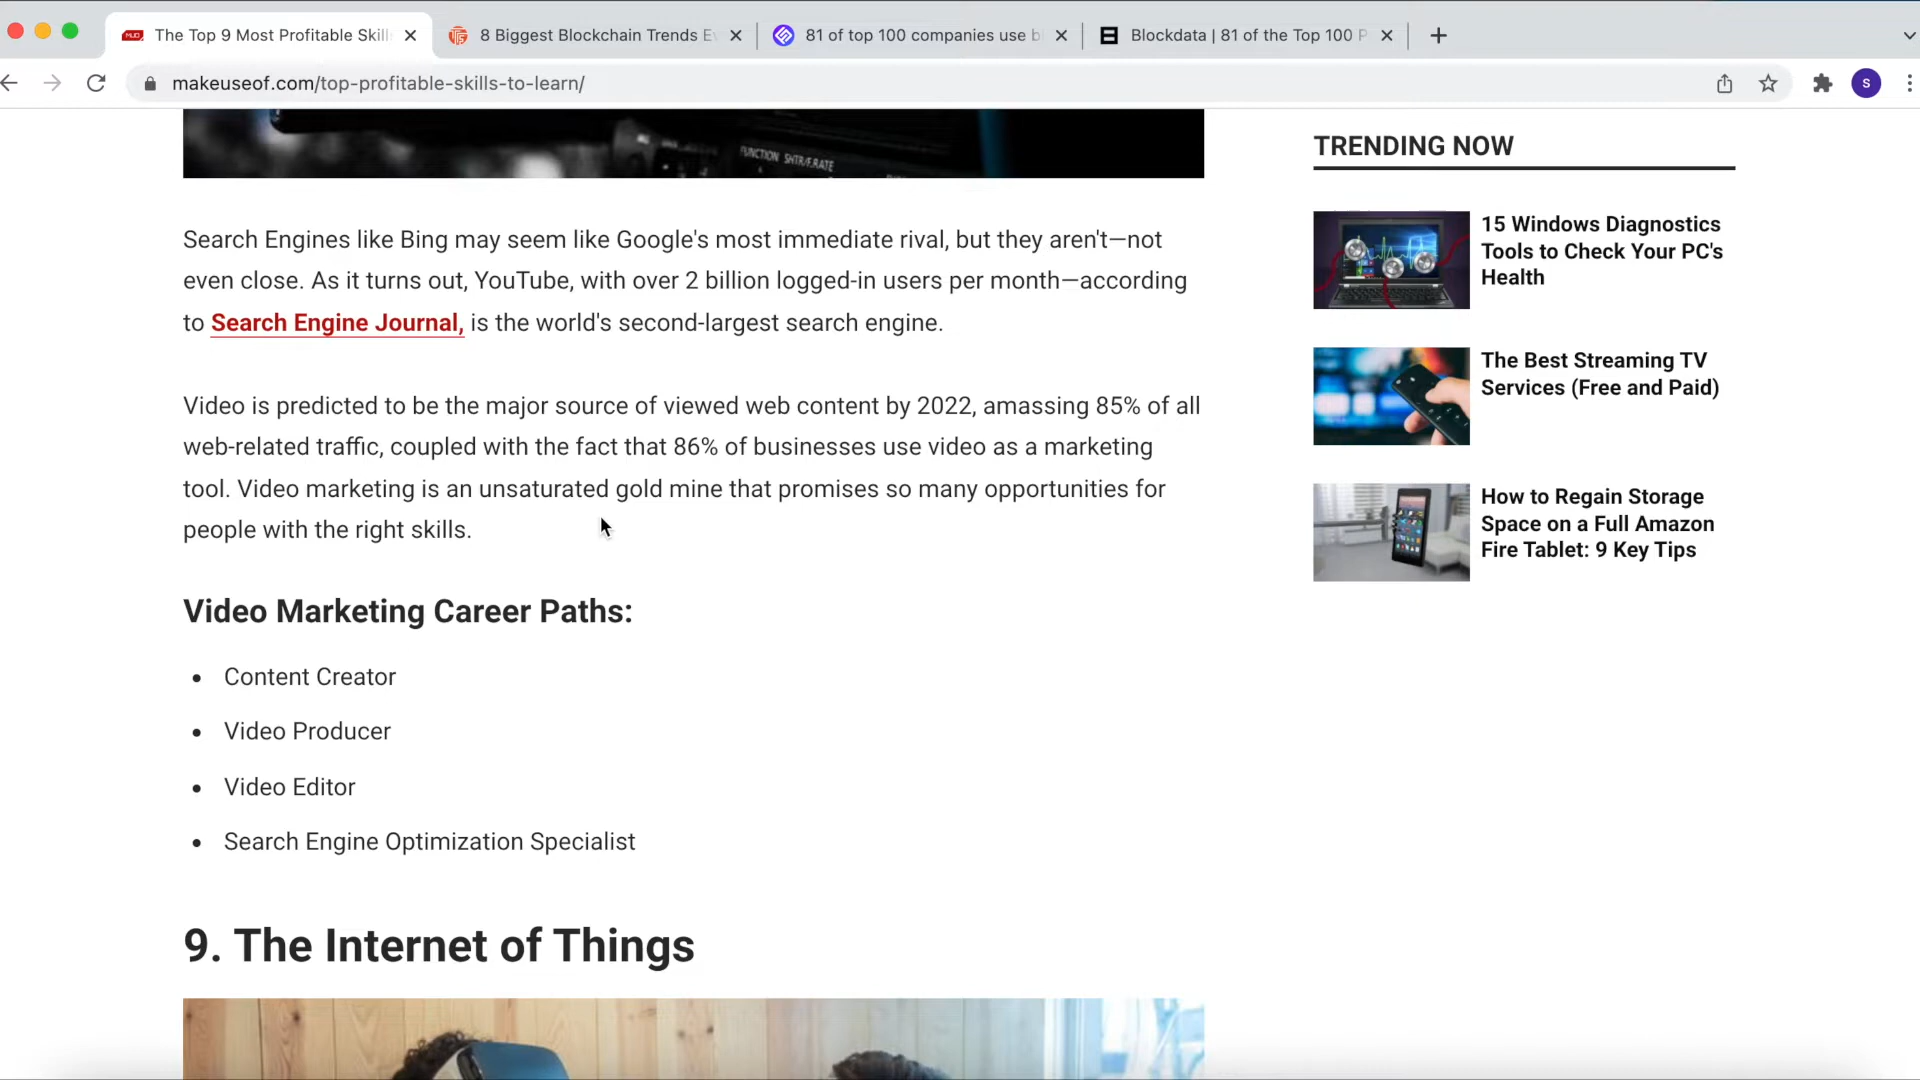 MUO
The Top 9 Most Profitable Skill
8 Biggest Blockchain Trends Ev
81 of top 100 companies use bl
Blockdata | 81 of the Top 100 P
makeuseof.com/top-profitable-skills-to-learn/
S
FUNCTION SHTR/F.RATE
Search Engines like Bing may seem like Google's most immediate rival, but they aren't—not
even close. As it turns out, YouTube, with over 2 billion logged-in users per month—according
to Search Engine Journal, is the world's second-largest search engine.
Video is predicted to be the major source of viewed web content by 2022, amassing 85% of all
web-related traffic, coupled with the fact that 86% of businesses use video as a marketing
tool. Video marketing is an unsaturated gold mine that promises so many opportunities for
people with the right skills.
Video Marketing Career Paths:
Content Creator
Video Producer
Video Editor
Search Engine Optimization Specialist
9. The Internet of Things
TRENDING NOW
15 Windows Diagnostics
Tools to Check Your PC's
Health
The Best Streaming TV
Services (Free and Paid)
How to Regain Storage
Space on a Full Amazon
Fire Tablet: 9 Key Tips